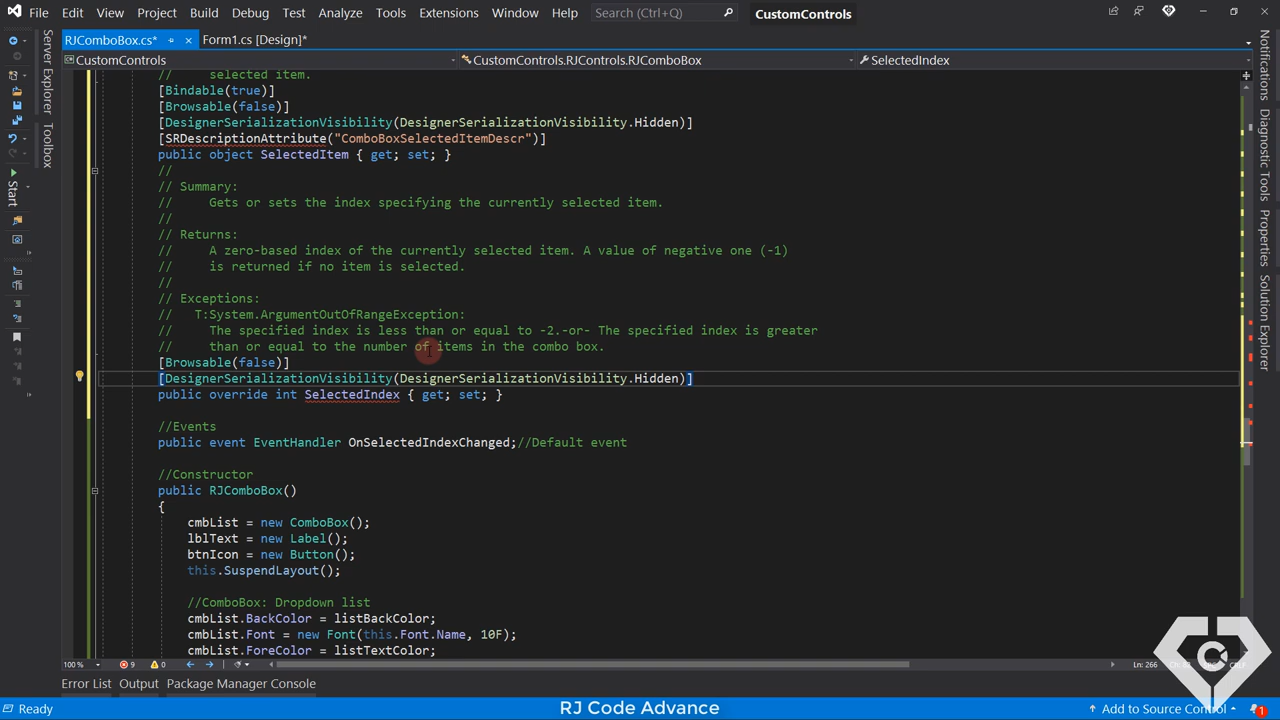 File Edit View Project Build Debug Test Analyze Tools Extensions Window Help Search (Ctrl+Q) CustomControls
RJComboBox.cs* Form1.cs [Design]*
CustomControls CustomControls.RJControls.RJComboBox SelectedIndex
// selected item.
[Bindable(true)]
[Browsable(false)]
[DesignerSerializationVisibility(DesignerSerializationVisibility.Hidden)]
[SRDescriptionAttribute("ComboBoxSelectedItemDescr")]
public object SelectedItem { get; set; }
//
// Summary:
// Gets or sets the index specifying the currently selected item.
//
// Returns:
// A zero-based index of the currently selected item. A value of negative one (-1)
// is returned if no item is selected.
//
// Exceptions:
// T:System.ArgumentOutOfRangeException:
// The specified index is less than or equal to -2.-or- The specified index is greater
// than or equal to the number of items in the combo box.
[Browsable(false)]
[DesignerSerializationVisibility(DesignerSerializationVisibility.Hidden)]
public override int SelectedIndex { get; set; }
//Events
public event EventHandler OnSelectedIndexChanged;//Default event
//Constructor
public RJComboBox()
{
cmbList = new ComboBox();
lblText = new Label();
btnIcon = new Button();
this.SuspendLayout();
//ComboBox: Dropdown list
cmbList.BackColor = listBackColor;
cmbList.Font = new Font(this.Font.Name, 10F);
cmbList.ForeColor = listTextColor;
100 % 9 0 Ln: 266
Error List Output Package Manager Console
Ready RJ Code Advance Add to Source Control 1
Server Explorer
Toolbox
Start
Notifications
Diagnostic Tools
Properties
Solution Explorer